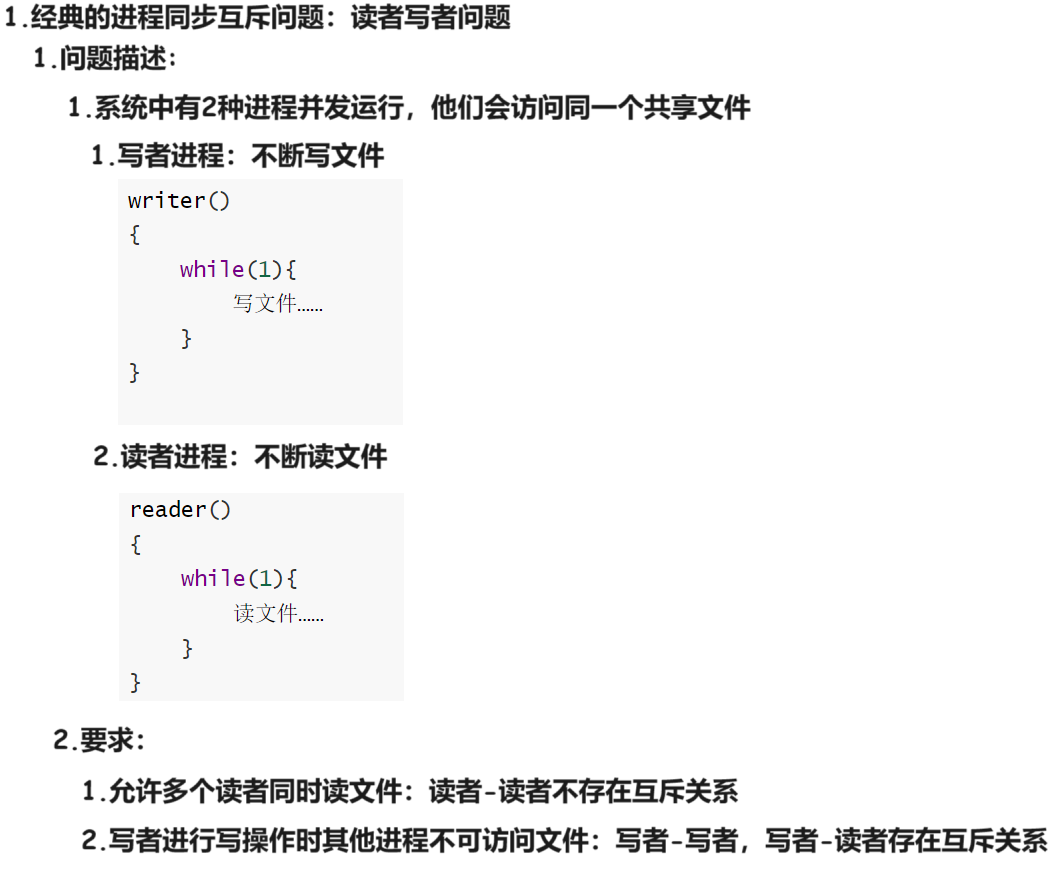 1.经典的进程同步互斥问题：读者写者问题
1.问题描述：
1.系统中有2种进程并发运行，他们会访问同一个共享文件
1.写者进程：不断写文件
writer()
{
    while(1){
        写文件……
    }
}
2.读者进程：不断读文件
reader()
{
    while(1){
        读文件……
    }
}
2.要求：
1.允许多个读者同时读文件：读者-读者不存在互斥关系
2.写者进行写操作时其他进程不可访问文件：写者-写者，写者-读者存在互斥关系